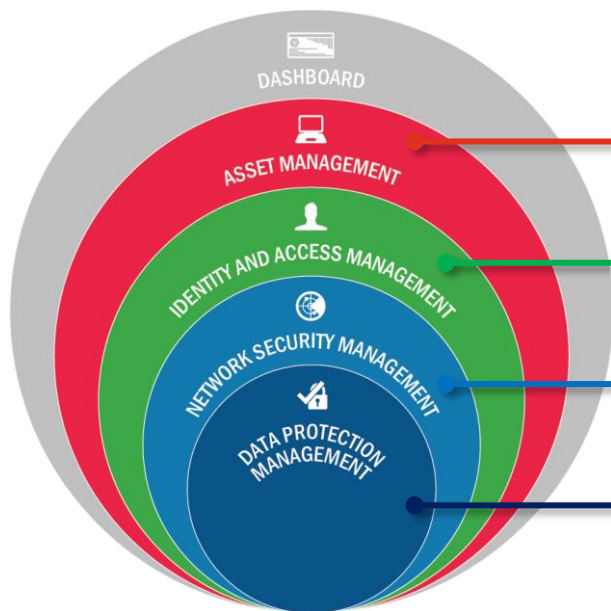 DASHBOARD
ASSET MANAGEMENT
IDENTITY AND ACCESS MANAGEMENT
NETWORK SECURITY MANAGEMENT
DATA PROTECTION
MANAGEMENT